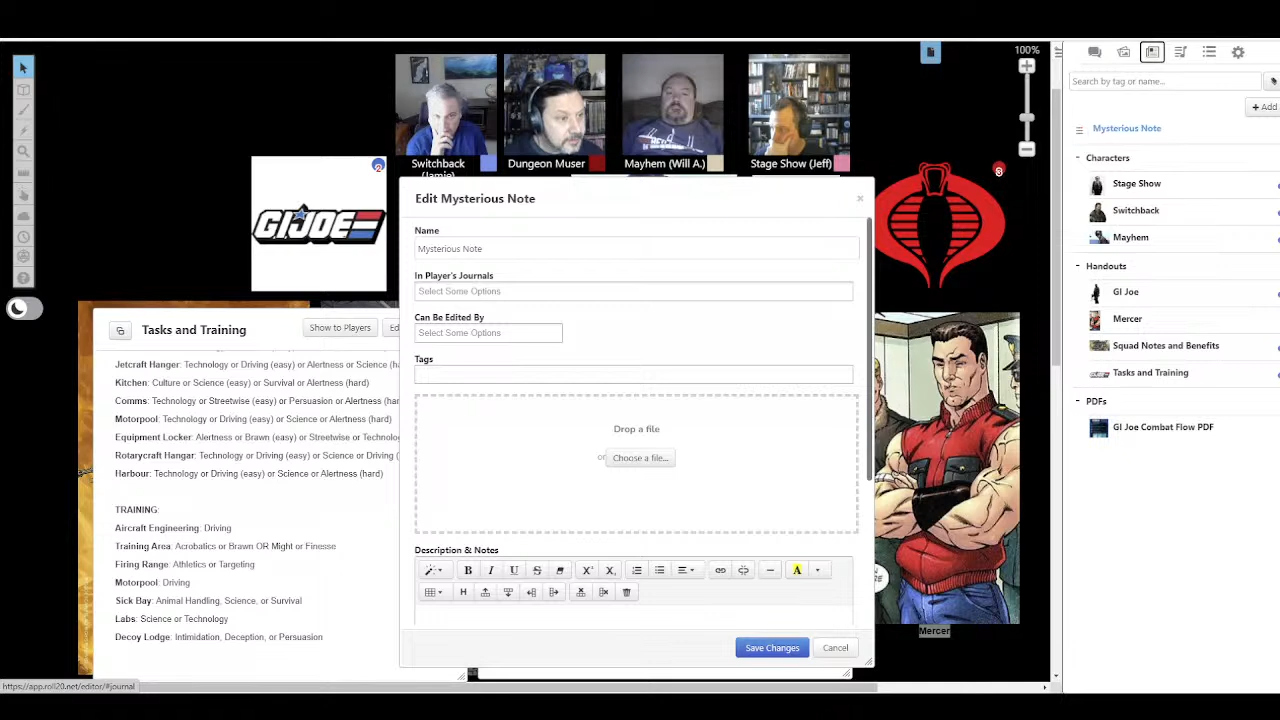 100%
Search by tag or name...
+ Add
Switchback
(Jamie)
Dungeon Muser
Mayhem (Will A.)
Stage Show (Jeff)
Mysterious Note
Characters
Stage Show
Switchback
Mayhem
Handouts
GI Joe
Mercer
Squad Notes and Benefits
Tasks and Training
PDFs
GI Joe Combat Flow PDF
GI JOE
2
8
Edit Mysterious Note
×
Name
Mysterious Note
In Player's Journals
Select Some Options
Can Be Edited By
Select Some Options
Tags
Drop a file
or Choose a file...
Description & Notes
Save Changes
Cancel
Tasks and Training
Show to Players
Ed
Jetcraft Hanger: Technology or Driving (easy) or Alertness or Science (ha
Kitchen: Culture or Science (easy) or Survival or Alertness (hard)
Comms: Technology or Streetwise (easy) or Persuasion or Alertness (hard)
Motorpool: Technology or Driving (easy) or Science or Alertness (hard)
Equipment Locker: Alertness or Brawn (easy) or Streetwise or Technolog
Rotarycraft Hangar: Technology or Driving (easy) or Science or Driving (
Harbour: Technology or Driving (easy) or Science or Alertness (hard)
TRAINING:
Aircraft Engineering: Driving
Training Area: Acrobatics or Brawn OR Might or Finesse
Firing Range: Athletics or Targeting
Motorpool: Driving
Sick Bay: Animal Handling, Science, or Survival
Labs: Science or Technology
Decoy Lodge: Intimidation, Deception, or Persuasion
Mercer
https://app.roll20.net/editor/#journal